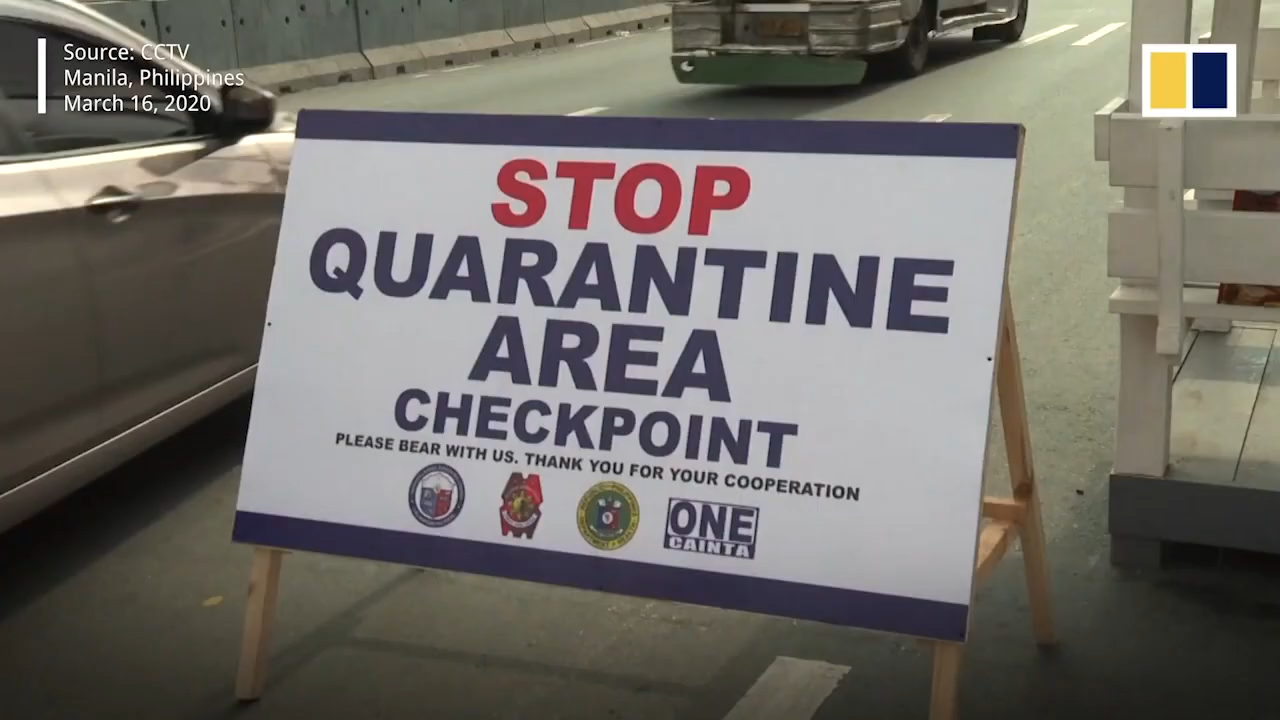 Source: CCTV
Manila, Philippines
March 16, 2020
STOP
QUARANTINE
AREA
CHECKPOINT
PLEASE BEAR WITH US. THANK YOU FOR YOUR COOPERATION
ONE
CAINTA